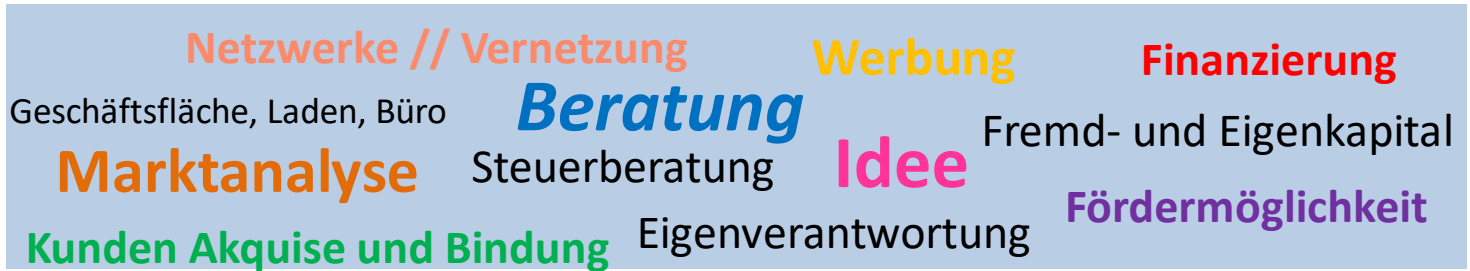 Netzwerke // Vernetzung
Werbung
Finanzierung
Geschäftsfläche, Laden, Büro
Beratung
Fremd- und Eigenkapital
Marktanalyse
Steuerberatung
Idee
Fördermöglichkeit
Kunden Akquise und Bindung
Eigenverantwortung